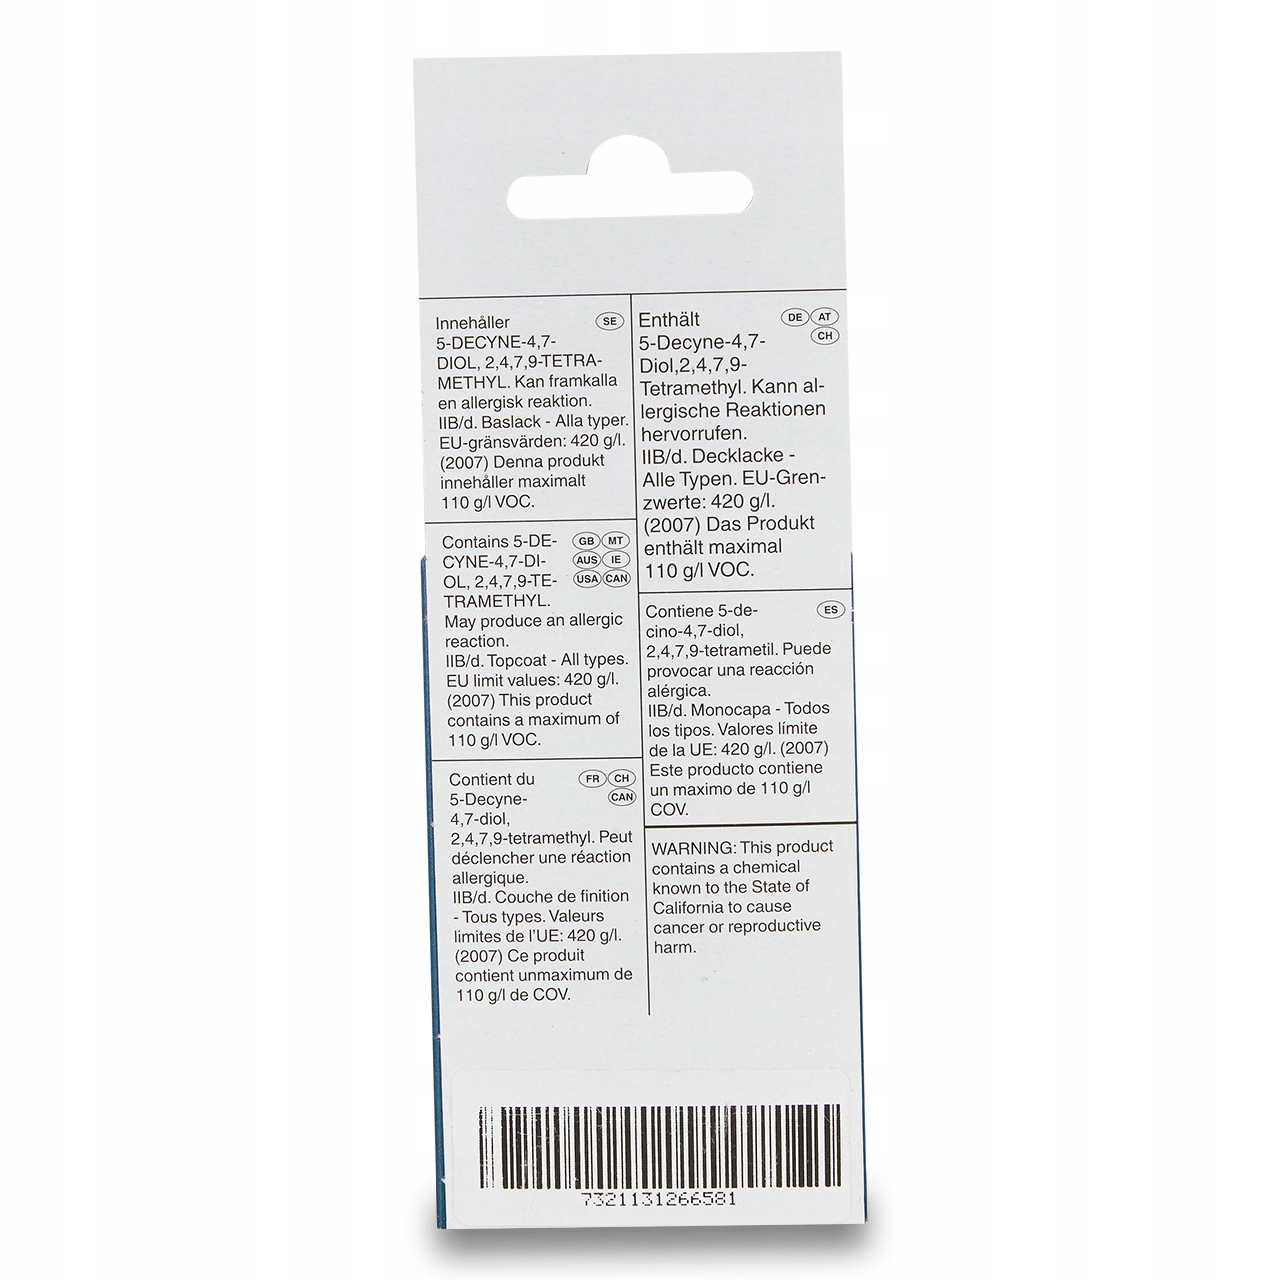 Innehåller SE
5-DECYNE-4,7-
DIOL, 2,4,7,9-TETRA-
METHYL. Kan framkalla
en allergisk reaktion.
IIB/d. Baslack - Alla typer.
EU-gränsvärden: 420 g/l.
(2007) Denna produkt
innehåller maximalt
110 g/l VOC.
Contains 5-DE- GB MT
CYNE-4,7-DI- AUS IE
OL, 2,4,7,9-TE- USA CAN
TRAMETHYL.
May produce an allergic
reaction.
IIB/d. Topcoat - All types.
EU limit values: 420 g/l.
(2007) This product
contains a maximum of
110 g/l VOC.
Contient du FR CH
5-Decyne- CAN
4,7-diol,
2,4,7,9-tetramethyl. Peut
déclencher une réaction
allergique.
IIB/d. Couche de finition
- Tous types. Valeurs
limites de l'UE: 420 g/l.
(2007) Ce produit
contient unmaximum de
110 g/l de COV.
Enthält DE AT
5-Decyne-4,7- CH
Diol,2,4,7,9-
Tetramethyl. Kann al-
lergische Reaktionen
hervorrufen.
IIB/d. Decklacke -
Alle Typen. EU-Gren-
zwerte: 420 g/l.
(2007) Das Produkt
enthält maximal
110 g/l VOC.
Contiene 5-de- ES
cino-4,7-diol,
2,4,7,9-tetrametil. Puede
provocar una reacción
alérgica.
IIB/d. Monocapa - Todos
los tipos. Valores límite
de la UE: 420 g/l. (2007)
Este producto contiene
un maximo de 110 g/l
COV.
WARNING: This product
contains a chemical
known to the State of
California to cause
cancer or reproductive
harm.
7321131266581